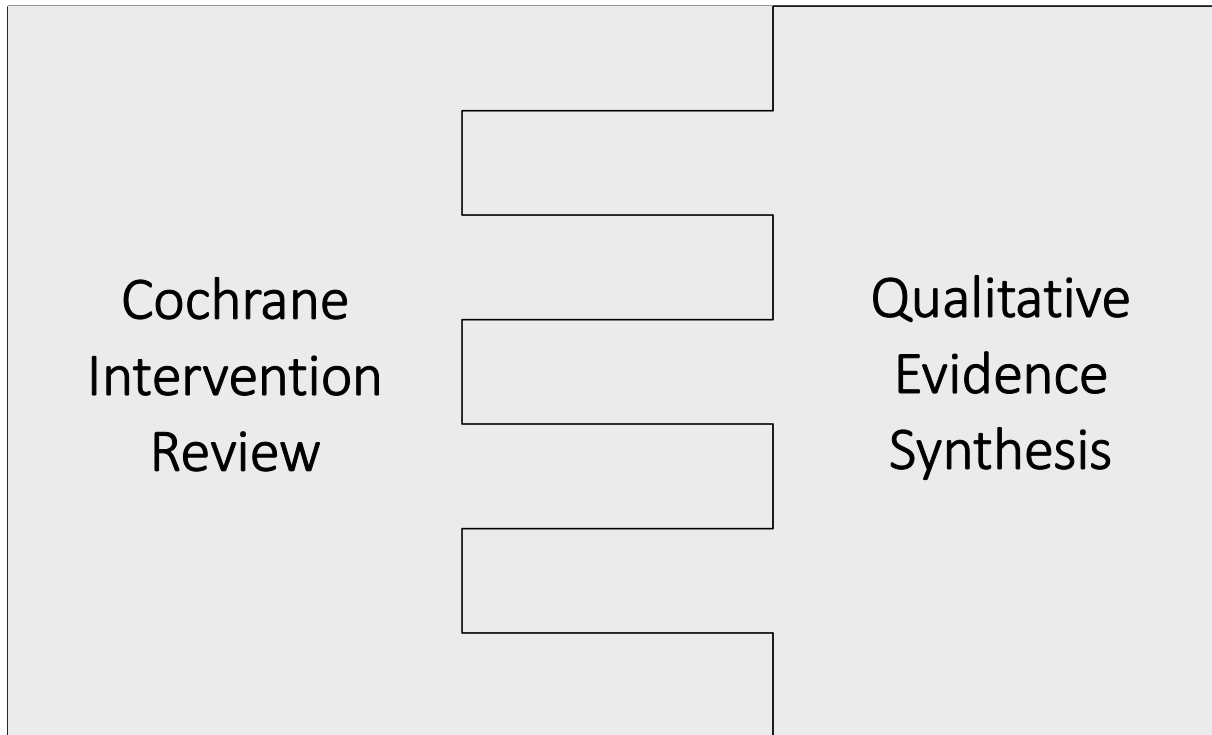 Cochrane
Intervention
Review
Qualitative
Evidence
Synthesis